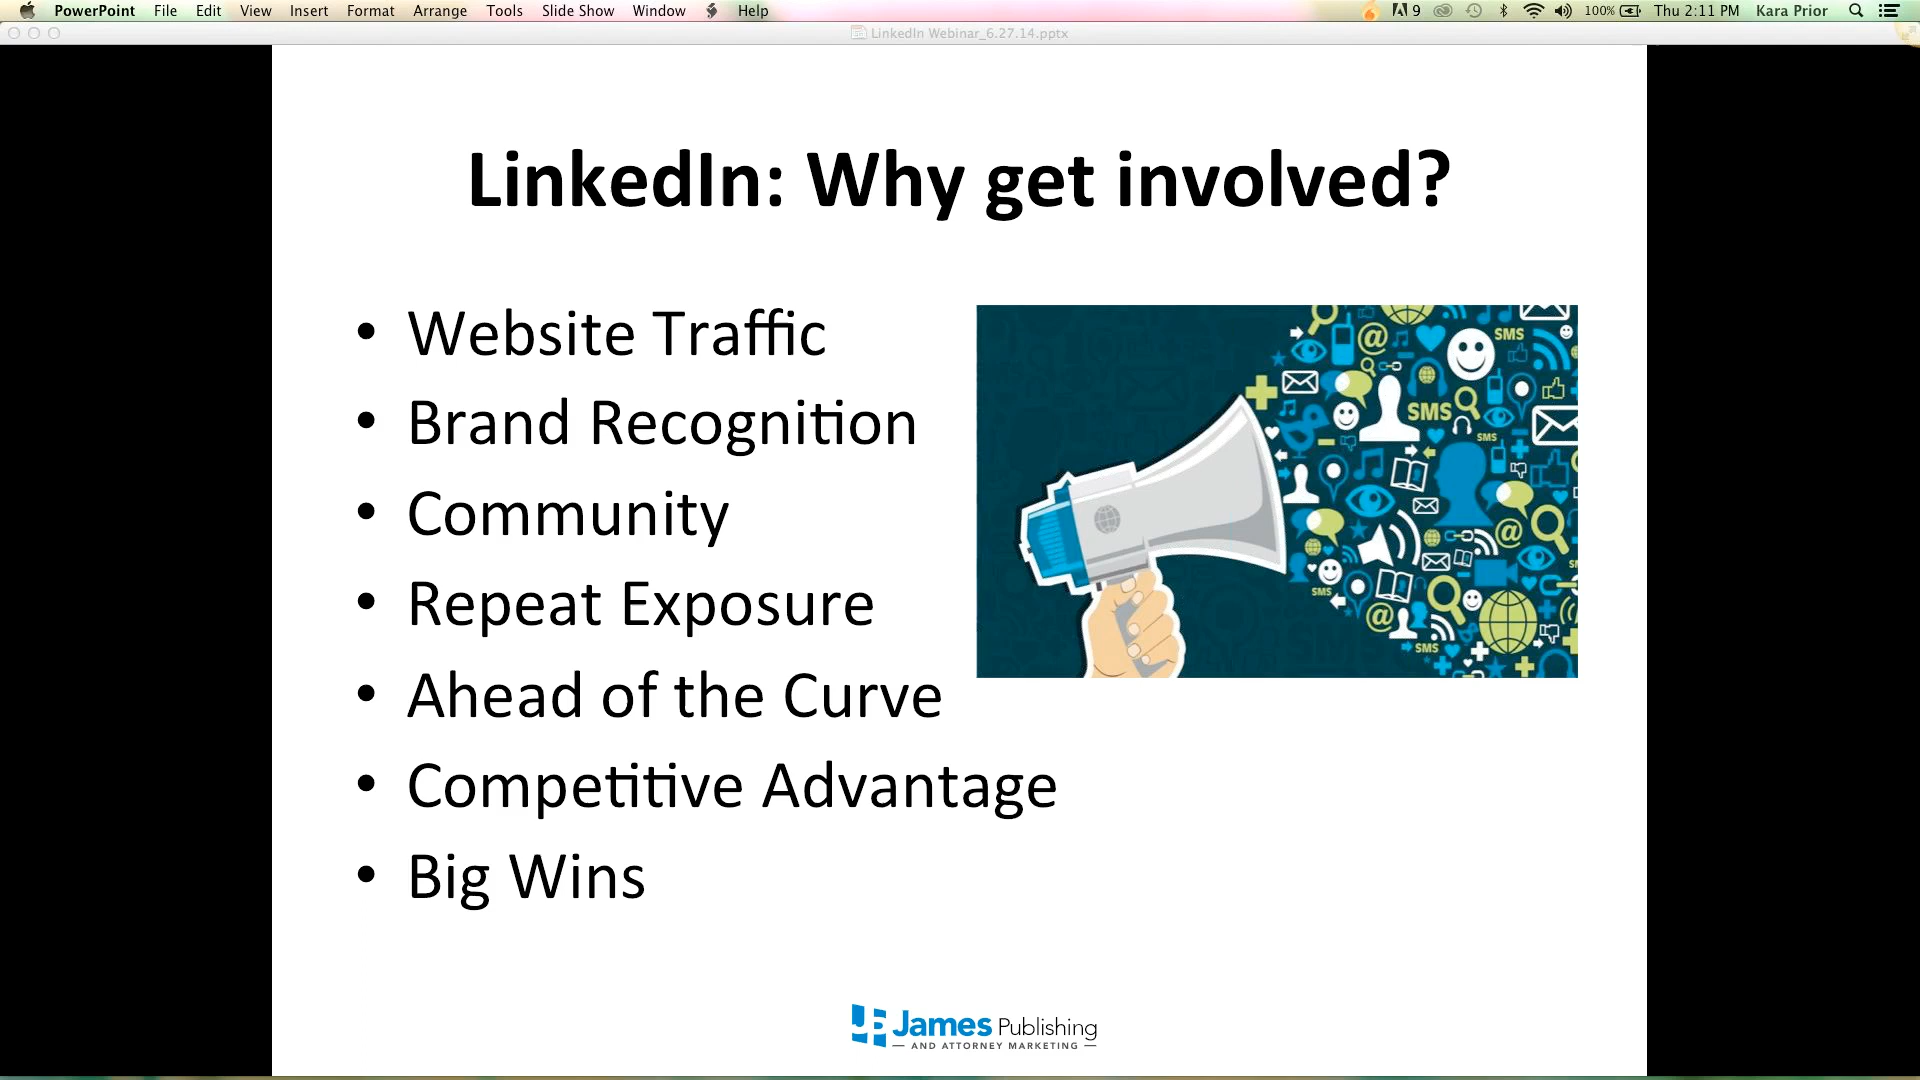 PowerPoint File Edit View Insert Format Arrange Tools Slide Show Window Help 9 100% Thu 2:11 PM Kara Prior
LinkedIn Webinar_6.27.14.pptx
LinkedIn: Why get involved?
• Website Traffic
• Brand Recognition
• Community
• Repeat Exposure
• Ahead of the Curve
• Competitive Advantage
• Big Wins
SMS
@
SMS
SMS
@
SMS
@
SMS
James Publishing
— AND ATTORNEY MARKETING —